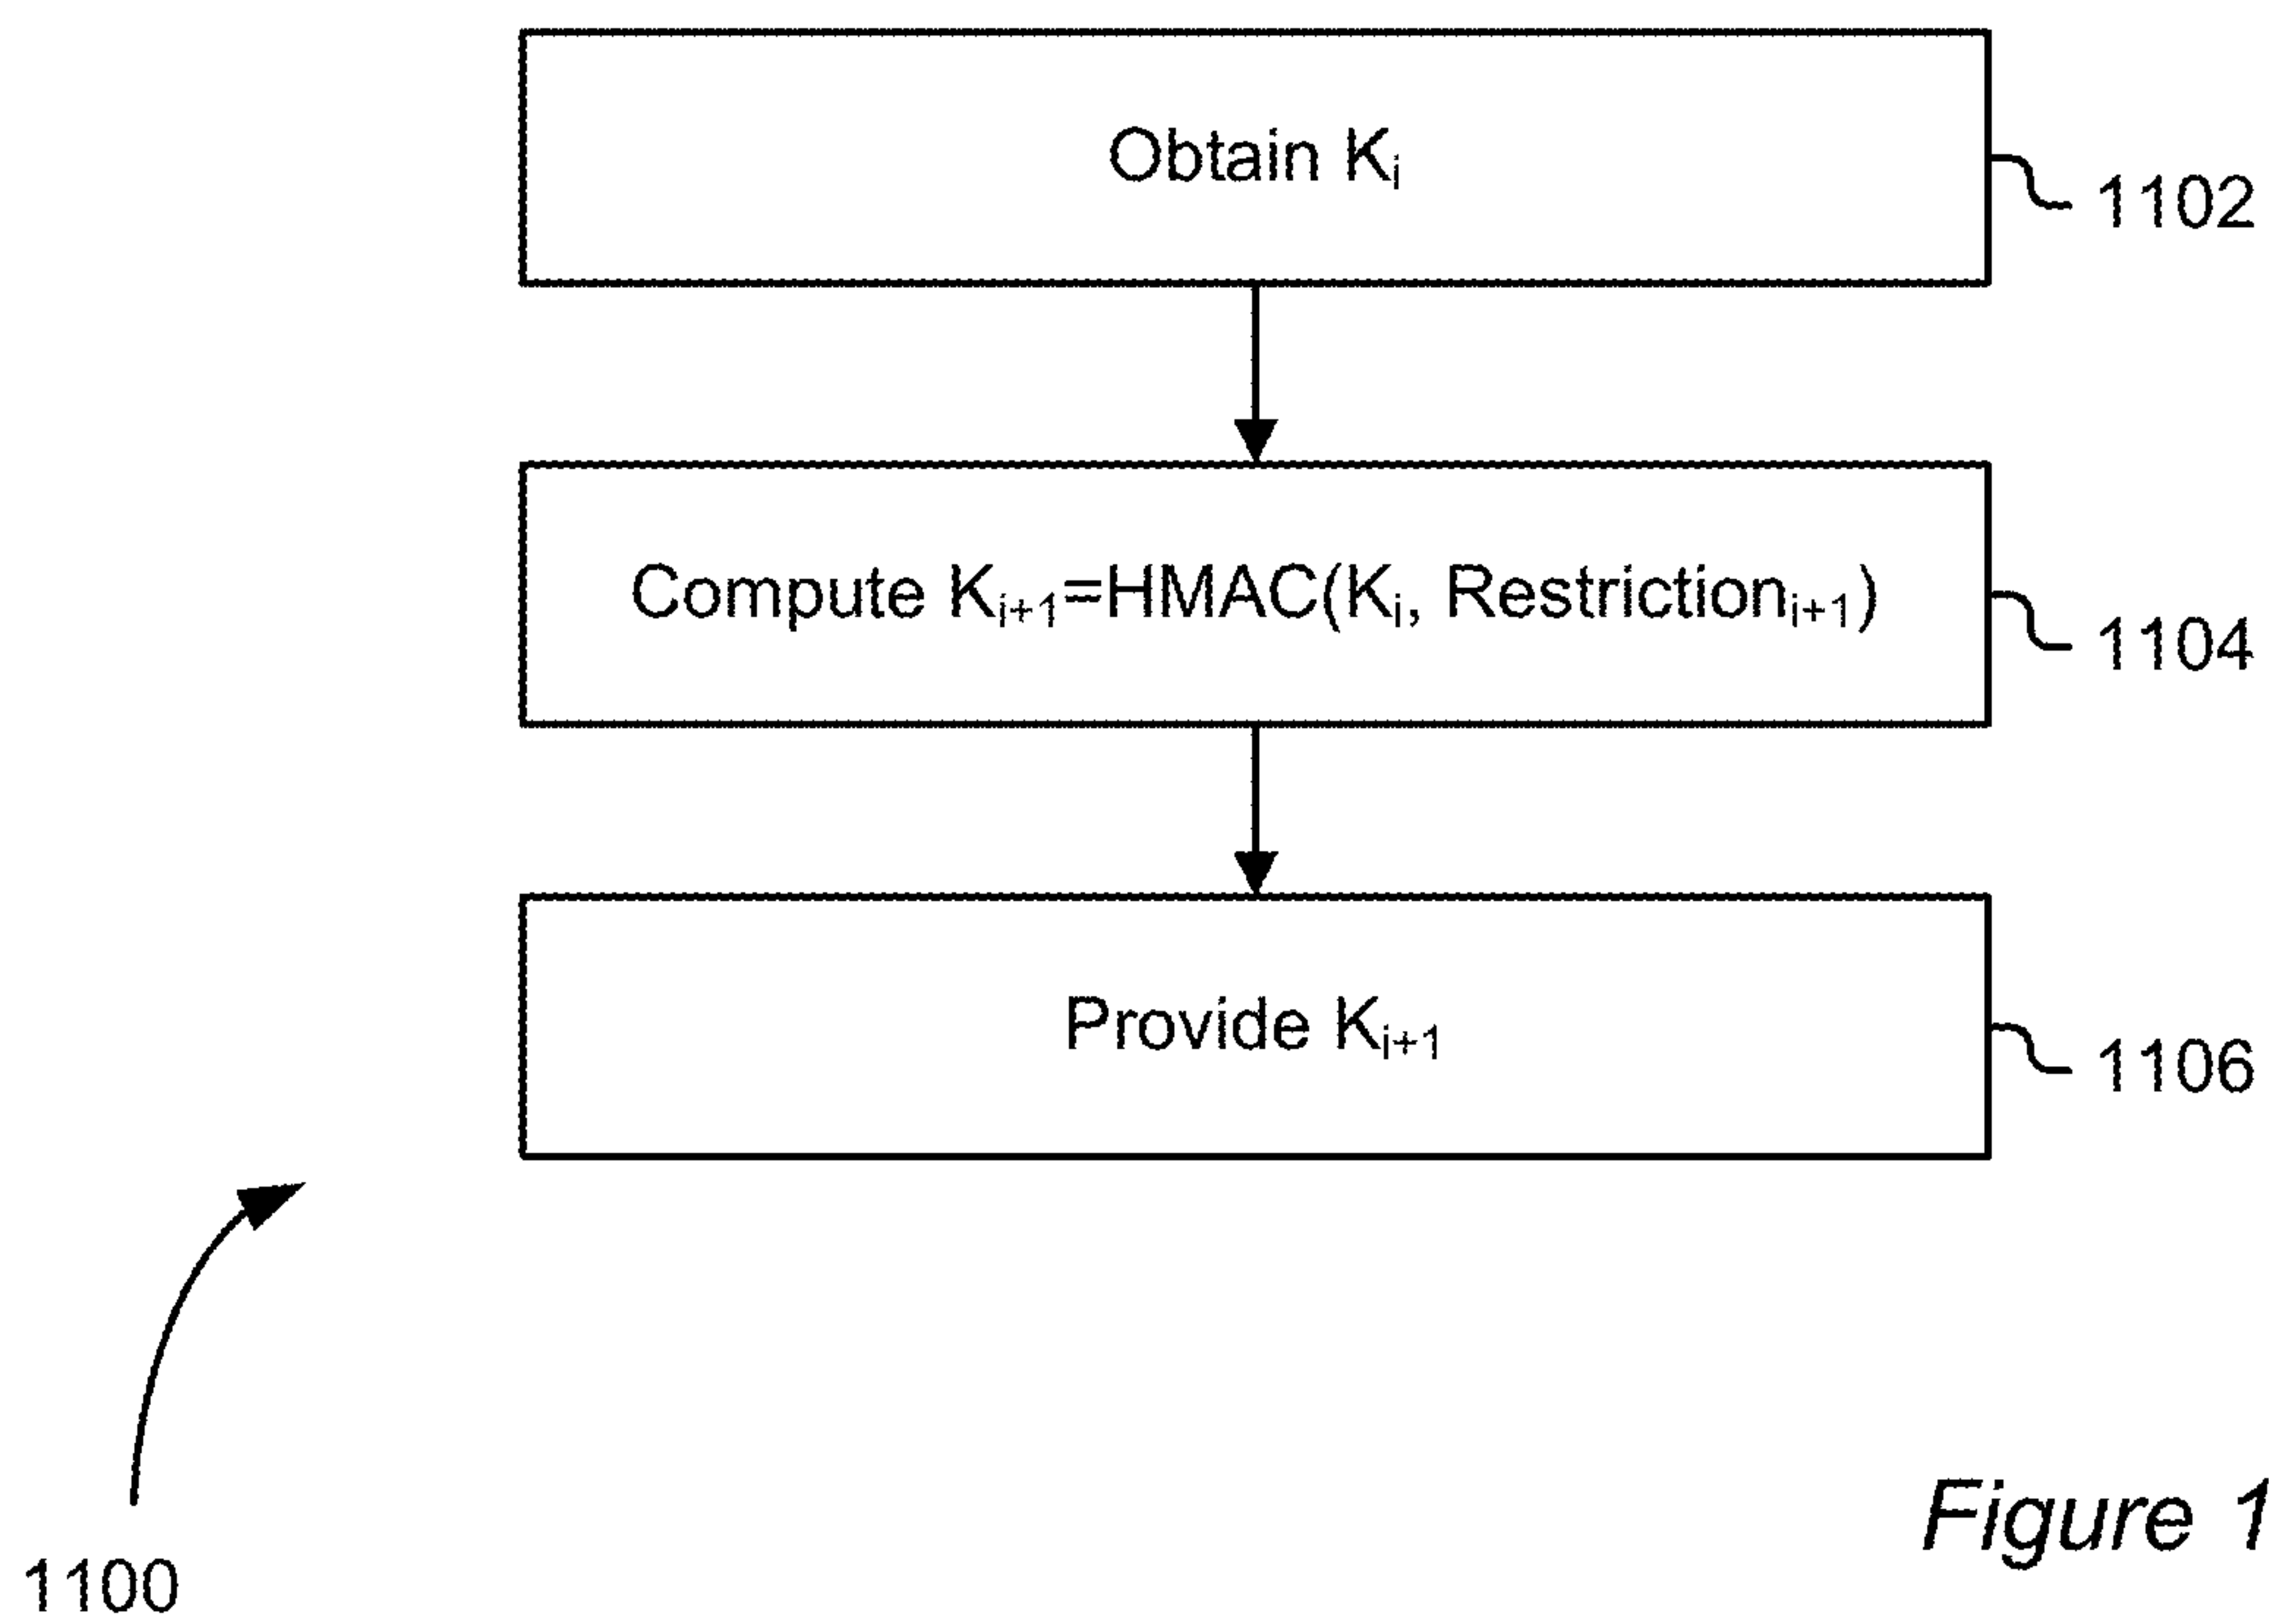 Obtain Kᵢ
1102
Compute Kᵢ₊₁=HMAC(Kᵢ, Restrictionᵢ₊₁)
1104
Provide Kᵢ₊₁
1106
1100
Figure 1